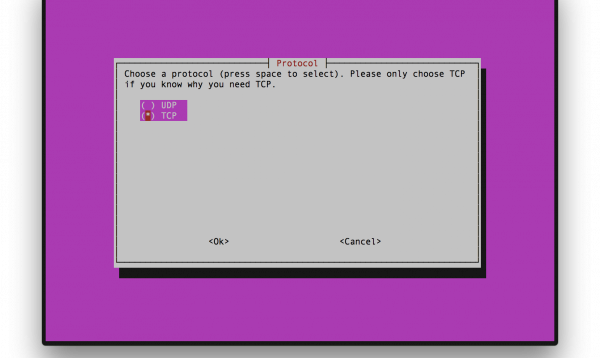 Protocol
Choose a protocol (press space to select). Please only choose TCP
if you know why you need TCP.
( ) UDP
(*) TCP
<Ok> <Cancel>